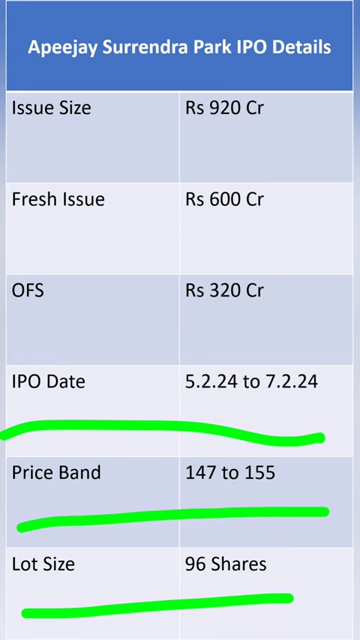 Apeejay Surrendra Park IPO Details
Issue Size Rs 920 Cr
Fresh Issue Rs 600 Cr
OFS Rs 320 Cr
IPO Date 5.2.24 to 7.2.24
Price Band 147 to 155
Lot Size 96 Shares